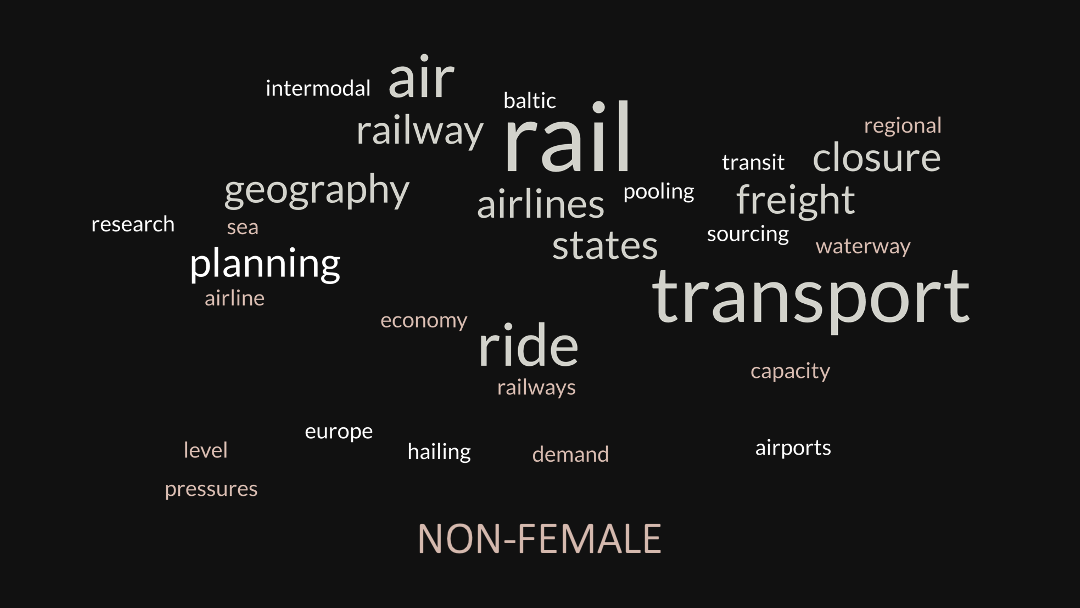 air
intermodal
baltic
rail
railway
regional
closure
transit
geography
pooling
freight
airlines
research
sea
sourcing
states
waterway
planning
airline
transport
economy
ride
capacity
railways
europe
level
hailing
demand
airports
pressures
NON-FEMALE